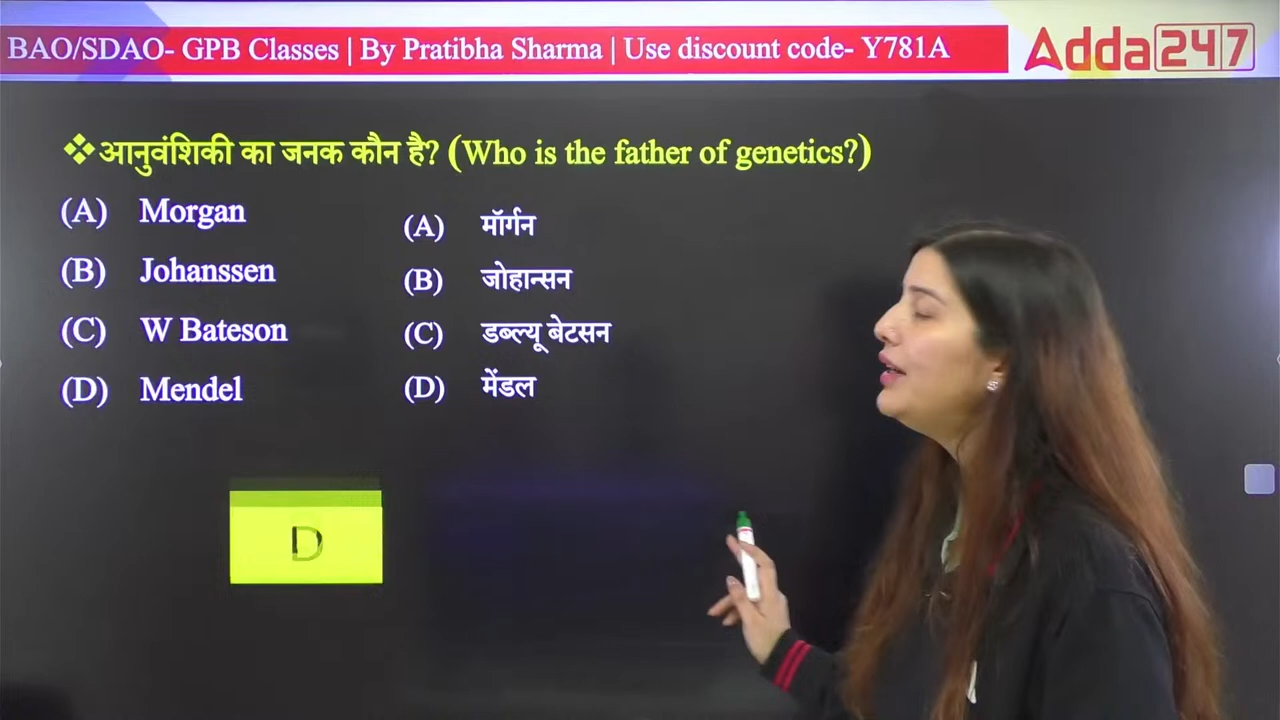 BAO/SDAO- GPB Classes | By Pratibha Sharma | Use discount code- Y781A
Adda247
❖आनुवंशिकी का जनक कौन है? (Who is the father of genetics?)
(A) Morgan
(B) Johanssen
(C) W Bateson
(D) Mendel
(A) मॉर्गन
(B) जोहान्सन
(C) डब्ल्यू बेटसन
(D) मेंडल
D